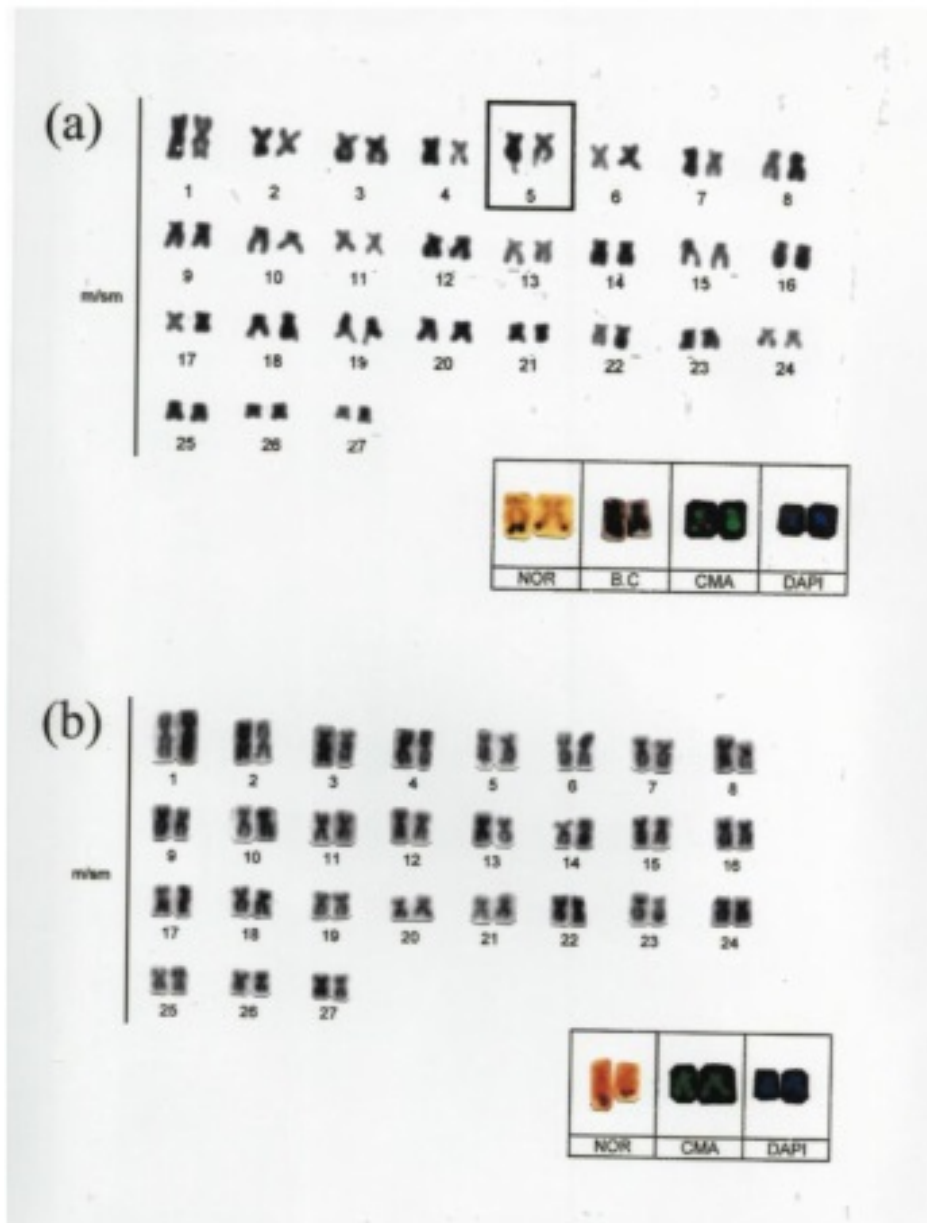 (a)
1 2 3 4 5 6 7 8
9 10 11 12 13 14 15 16
m/sm
17 18 19 20 21 22 23 24
25 26 27
NOR B.C CMA DAPI
(b)
1 2 3 4 5 6 7 8
9 10 11 12 13 14 15 16
m/sm
17 18 19 20 21 22 23 24
25 26 27
NOR CMA DAPI